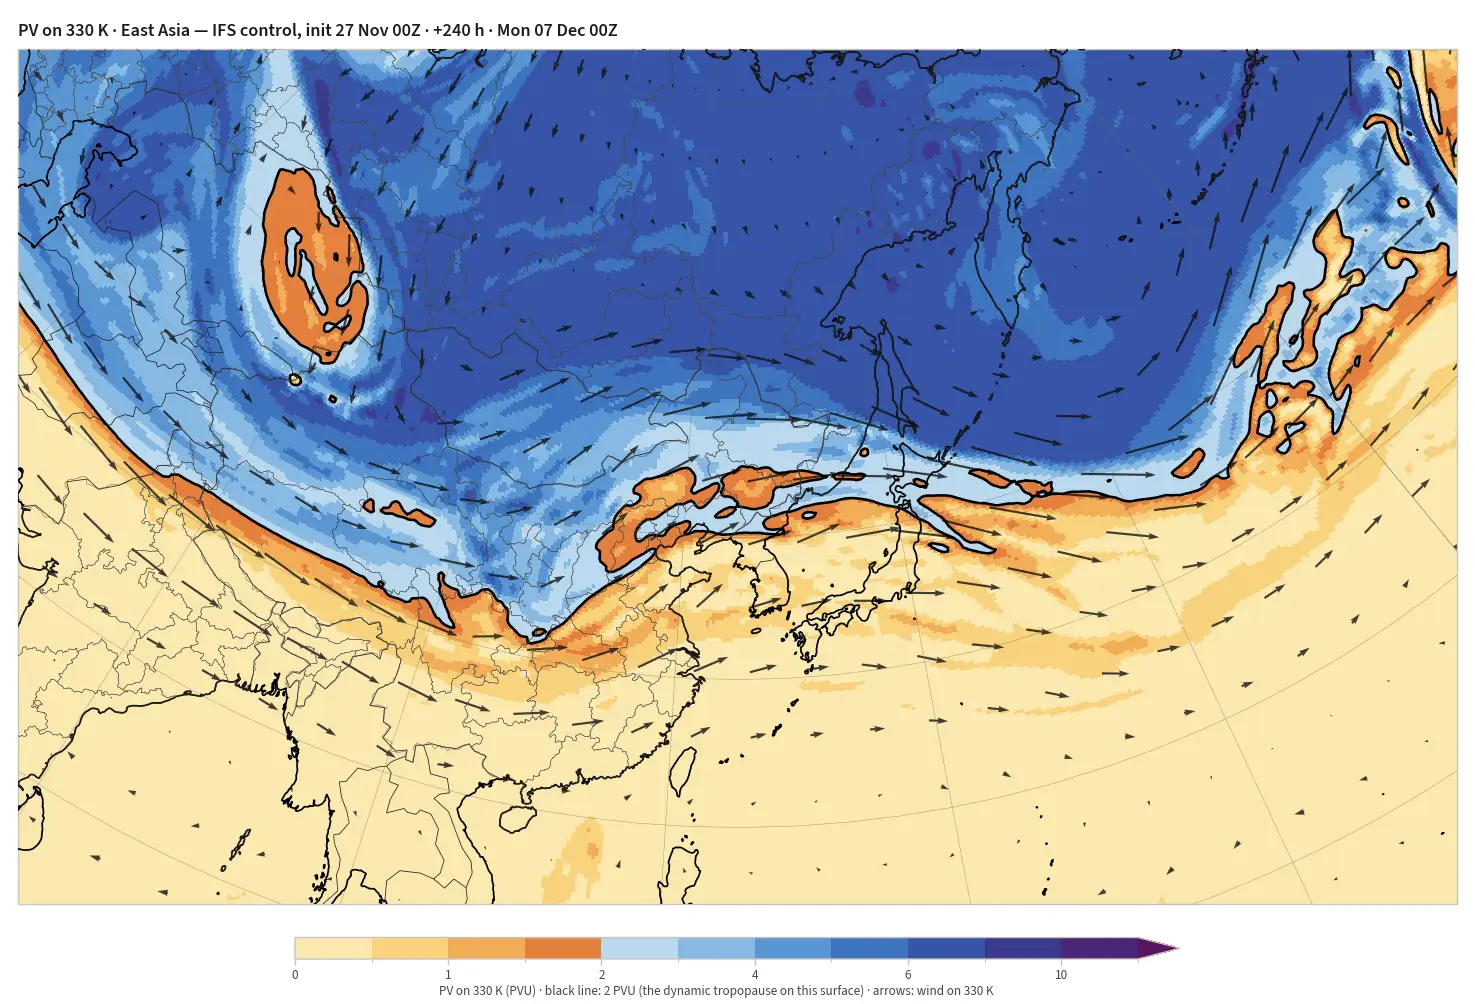 PV on 330 K · East Asia — IFS control, init 27 Nov 00Z · +240 h · Mon 07 Dec 00Z
0 1 2 4 6 10
PV on 330 K (PVU) · black line: 2 PVU (the dynamic tropopause on this surface) · arrows: wind on 330 K